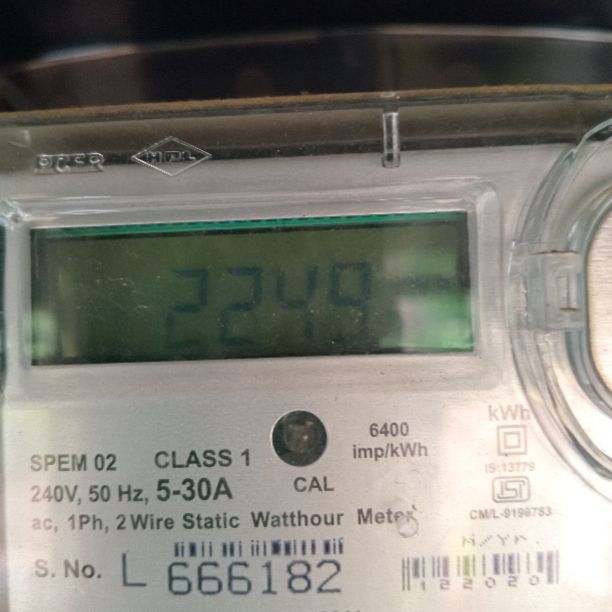 HPL
2249
6400
imp/kWh
kWh
SPEM 02 CLASS 1
IS:13779
240V, 50 Hz, 5-30A CAL
CM/L-9198783
ac, 1Ph, 2 Wire Static Watthour Meter
M/Yr.
S. No. L 666182
122020